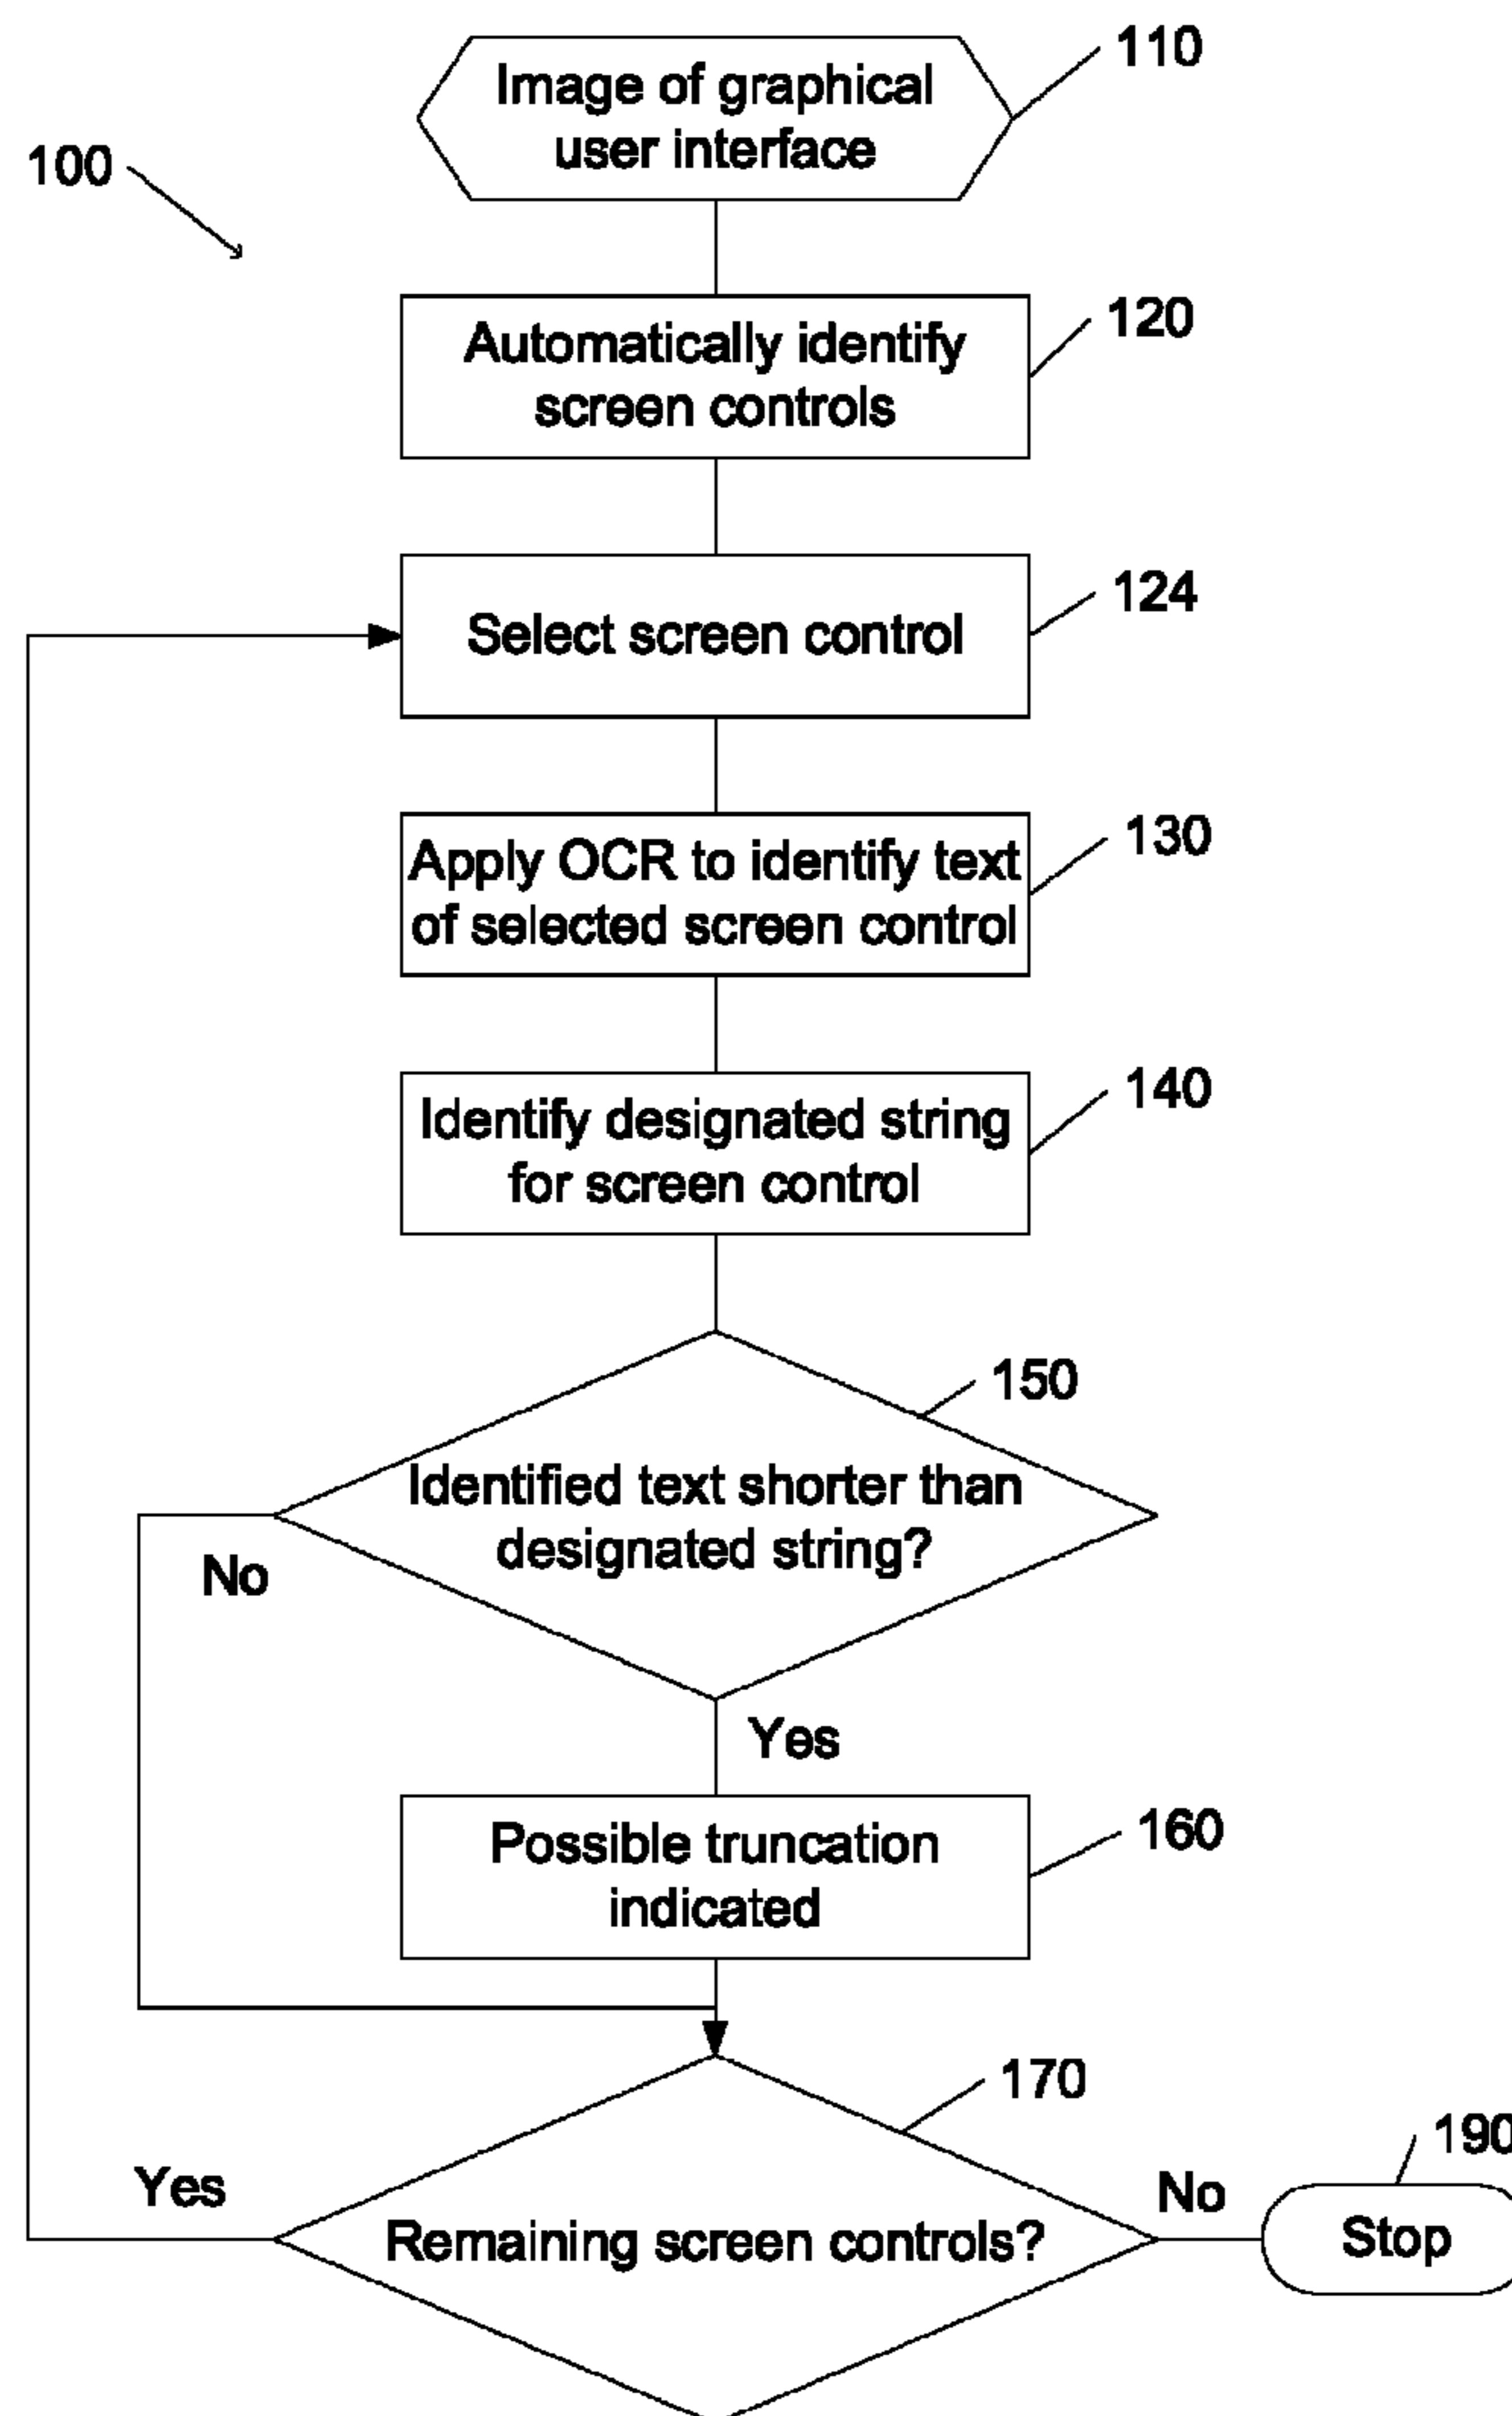 110
Image of graphical
user interface
100
120
Automatically identify
screen controls
124
Select screen control
130
Apply OCR to identify text
of selected screen control
140
Identify designated string
for screen control
150
Identified text shorter than
designated string?
No
Yes
160
Possible truncation
indicated
170
190
Yes
No
Remaining screen controls?
Stop